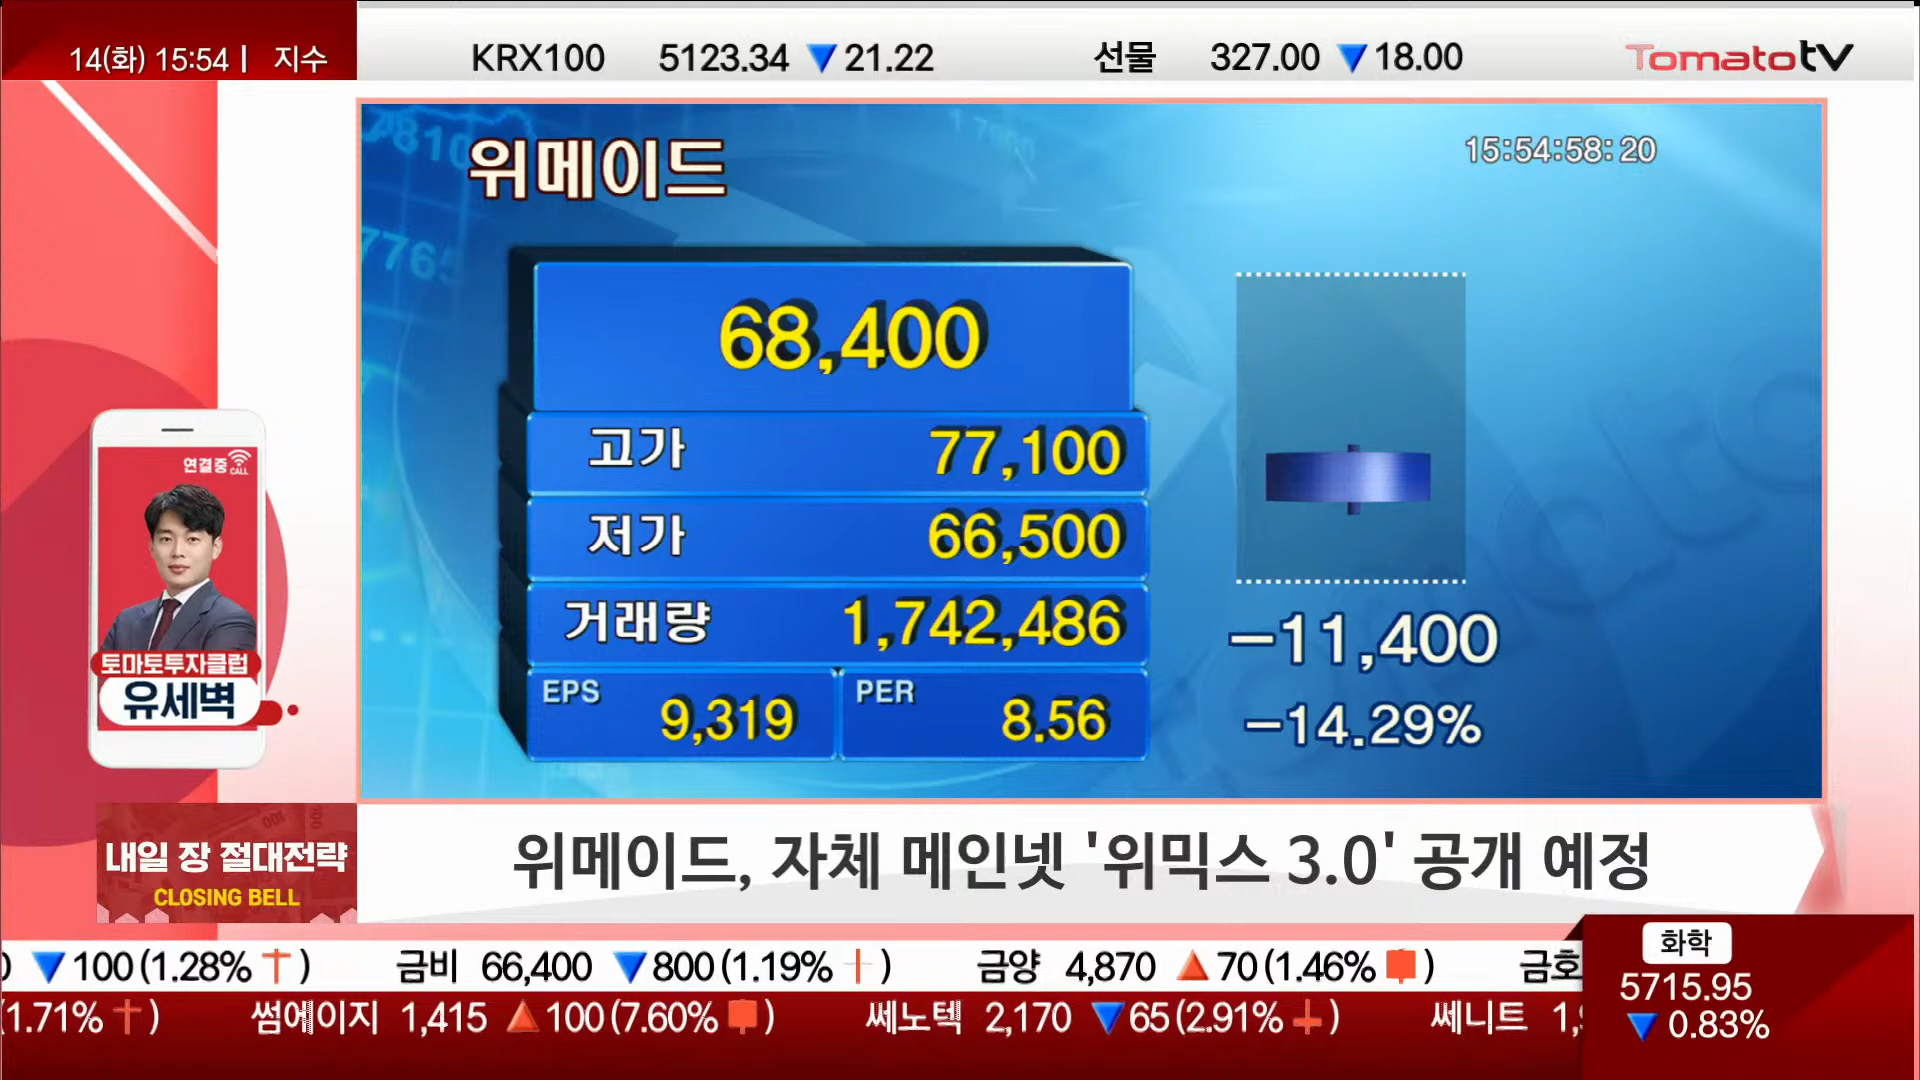 14(화) 15:54 | 지수
KRX100 5123.34 ▼21.22 선물 327.00 ▼18.00
Tomatotv
위메이드
15:54:58:20
68,400
고가 77,100
저가 66,500
거래량 1,742,486
EPS 9,319 PER 8.56
-11,400
-14.29%
연결중
CALL
토마토투자클럽
유세벽
내일 장 절대전략
CLOSING BELL
위메이드, 자체 메인넷 '위믹스 3.0' 공개 예정
▼100(1.28%) 금비 66,400 ▼800(1.19%) 금양 4,870 ▲70(1.46%) 금호
(1.71%) 썸에이지 1,415 ▲100(7.60%) 쎄노텍 2,170 ▼65(2.91%) 쎄니트
화학
5715.95
▼ 0.83%